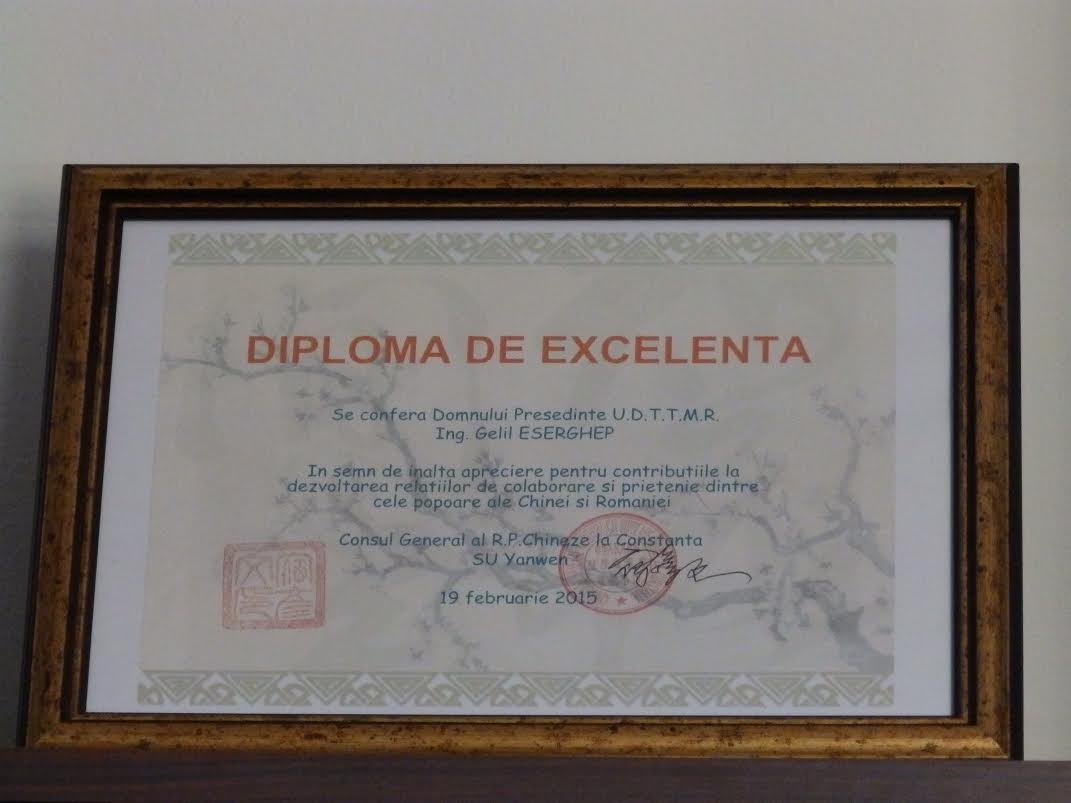 DIPLOMA DE EXCELENTA
Se confera Domnului Presedinte U.D.T.T.M.R.
Ing. Gelil ESERGHEP
In semn de inalta apreciere pentru contributiile la
dezvoltarea relatiilor de colaborare si prietenie dintre
cele popoare ale Chinei si Romaniei
Consul General al R.P.Chineze la Constanta
SU Yanwen
19 februarie 2015